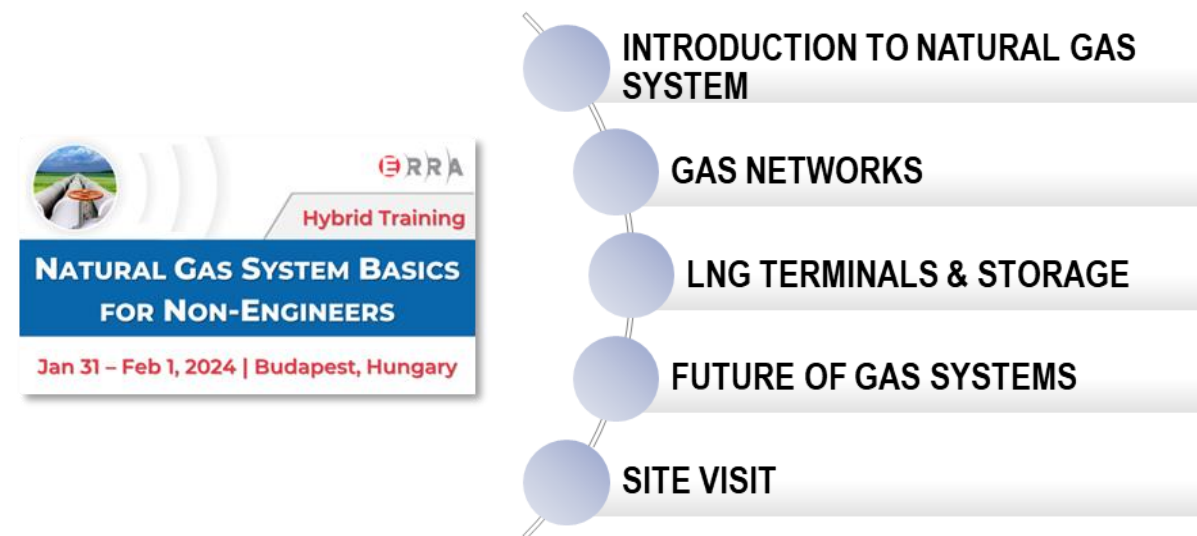 ERRA
Hybrid Training
NATURAL GAS SYSTEM BASICS
FOR NON-ENGINEERS
Jan 31 – Feb 1, 2024 | Budapest, Hungary
INTRODUCTION TO NATURAL GAS
SYSTEM
GAS NETWORKS
LNG TERMINALS & STORAGE
FUTURE OF GAS SYSTEMS
SITE VISIT